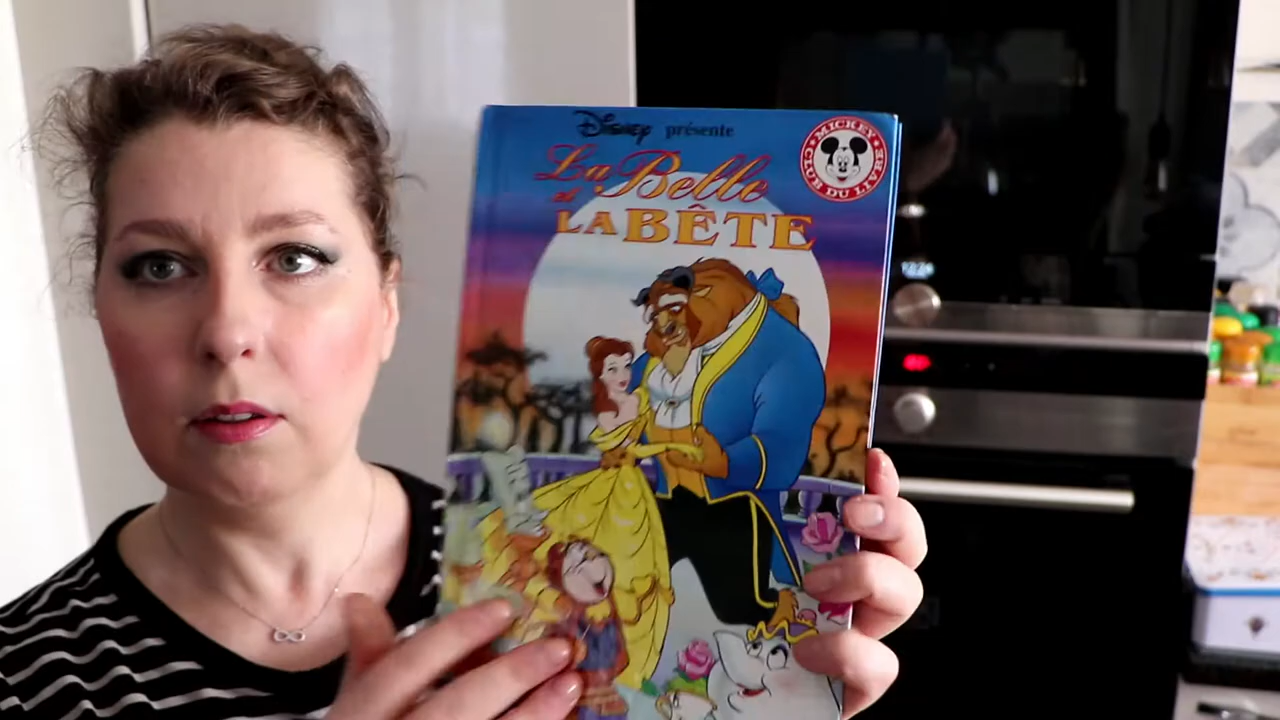 Disney présente
La Belle
et
LA BÊTE
MICKEY
CLUB DU LIVRE